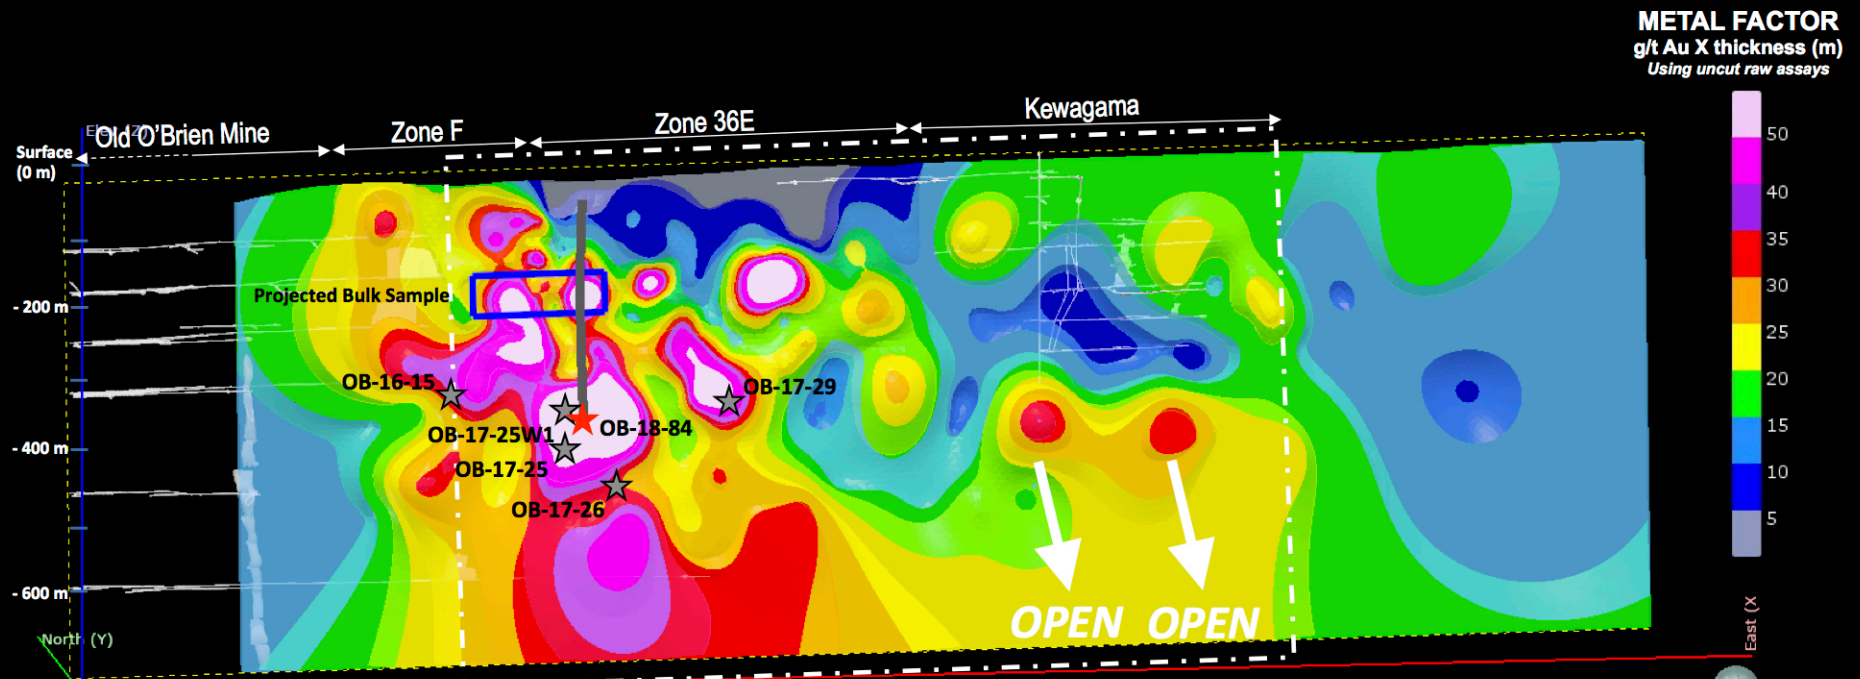 METAL FACTOR
g/t Au X thickness (m)
Using uncut raw assays
Elev (Z)
Old O'Brien Mine
Zone F
Zone 36E
Kewagama
Surface
(0 m)
50
40
35
30
25
20
15
10
5
Projected Bulk Sample
- 200 m
OB-16-15
OB-17-29
OB-17-25W1
OB-18-84
- 400 m
OB-17-25
OB-17-26
- 600 m
OPEN OPEN
North (Y)
East (X